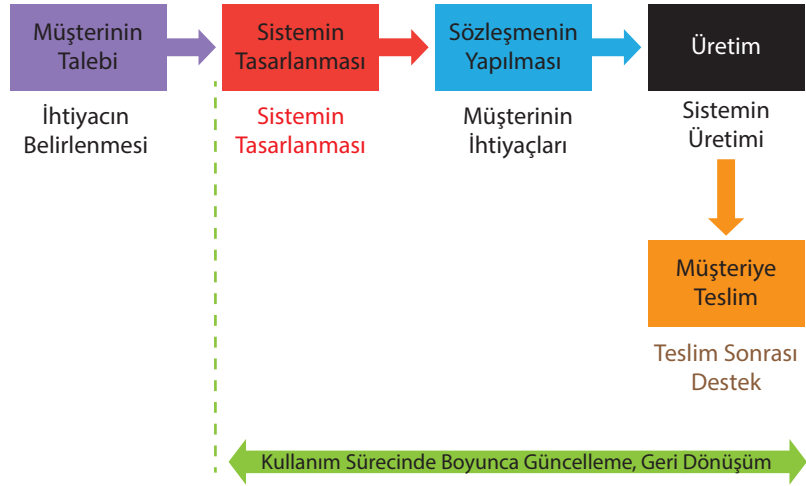 Müşterinin
Talebi
Sistemin
Tasarlanması
Sözleşmenin
Yapılması
Üretim
İhtiyacın
Belirlenmesi
Sistemin
Tasarlanması
Müşterinin
İhtiyaçları
Sistemin
Üretimi
Müşteriye
Teslim
Teslim Sonrası
Destek
Kullanım Sürecinde Boyunca Güncelleme, Geri Dönüşüm